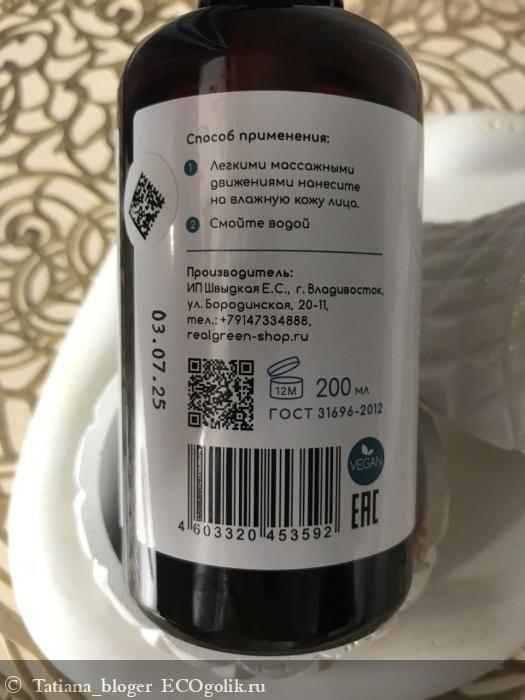 Способ применения:
1 Легкими массажными
движениями нанесите
на влажную кожу лица.
2 Смойте водой
Производитель:
ИП Швыдкая Е.С., г. Владивосток,
ул. Бородинская, 20-11,
тел.: +79147334888,
realgreen-shop.ru
03.07.25
12М
200 мл
ГОСТ 31696-2012
VEGAN
EAC
4 603320 453592
© Tatiana_bloger ECOgolik.ru